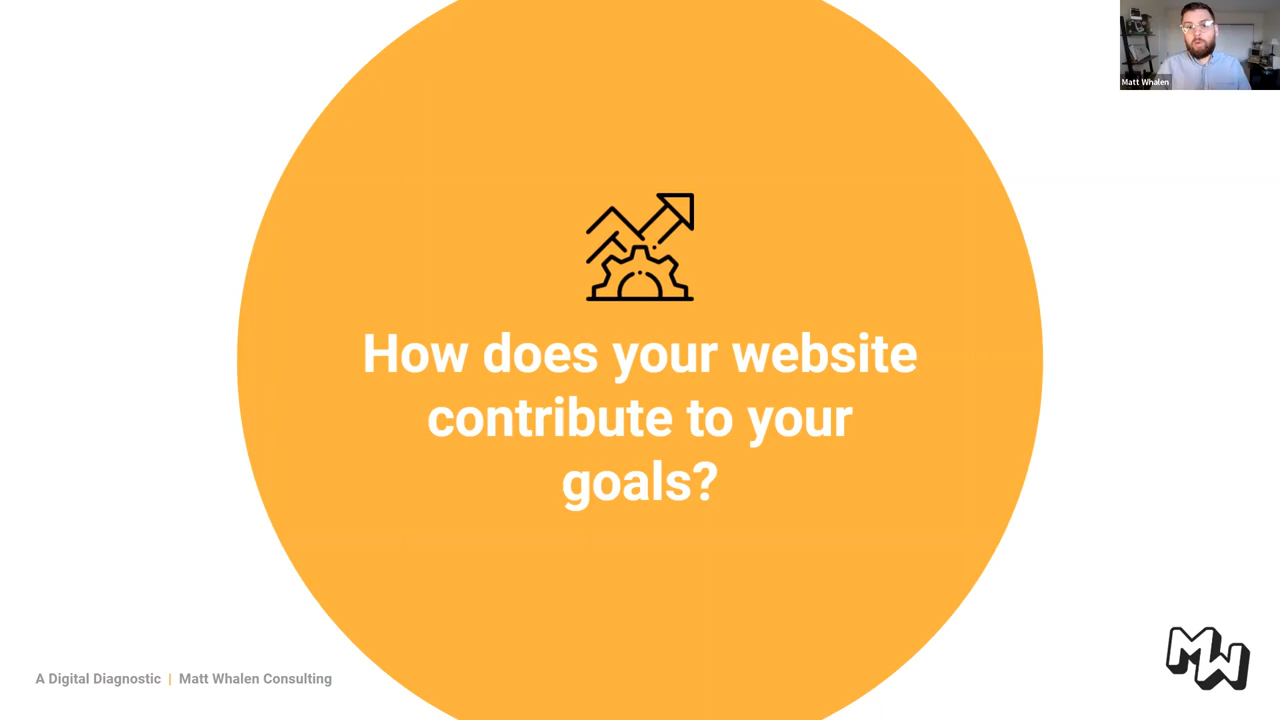 Matt Whalen
How does your website
contribute to your
goals?
A Digital Diagnostic | Matt Whalen Consulting
MW